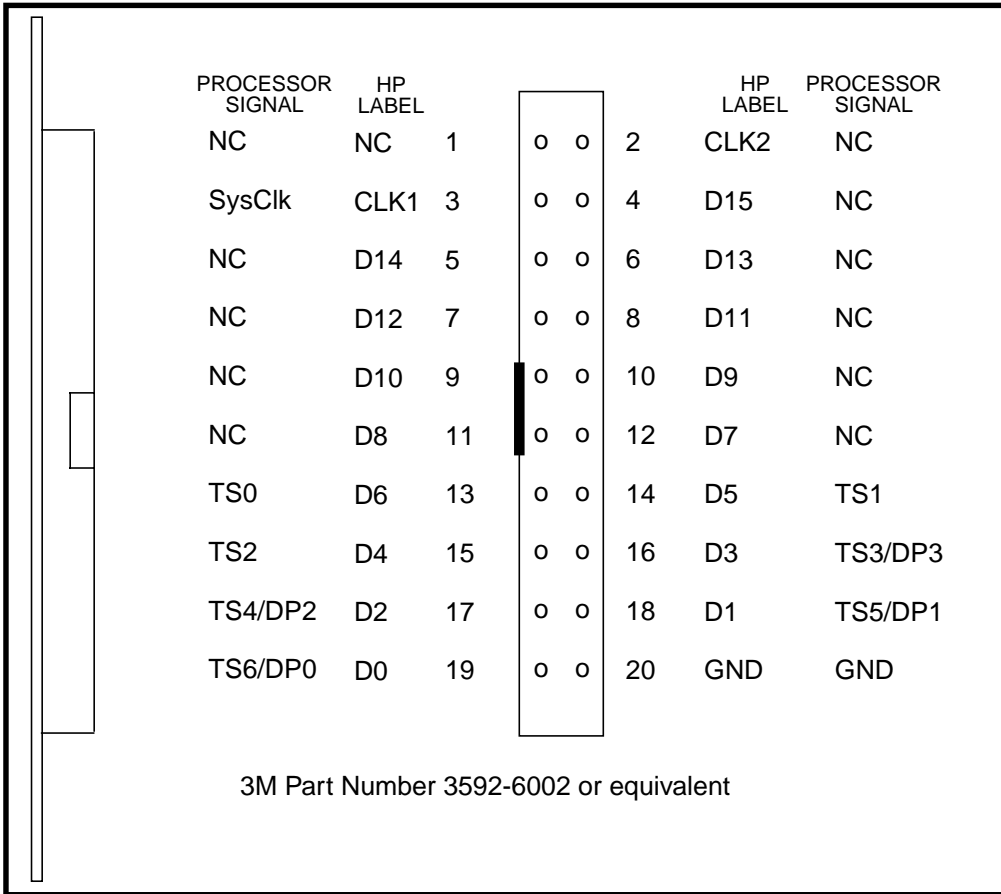 PROCESSOR HP HP PROCESSOR
SIGNAL LABEL LABEL SIGNAL
NC NC 1 o o 2 CLK2 NC
SysClk CLK1 3 o o 4 D15 NC
NC D14 5 o o 6 D13 NC
NC D12 7 o o 8 D11 NC
NC D10 9 o o 10 D9 NC
NC D8 11 o o 12 D7 NC
TS0 D6 13 o o 14 D5 TS1
TS2 D4 15 o o 16 D3 TS3/DP3
TS4/DP2 D2 17 o o 18 D1 TS5/DP1
TS6/DP0 D0 19 o o 20 GND GND
3M Part Number 3592-6002 or equivalent